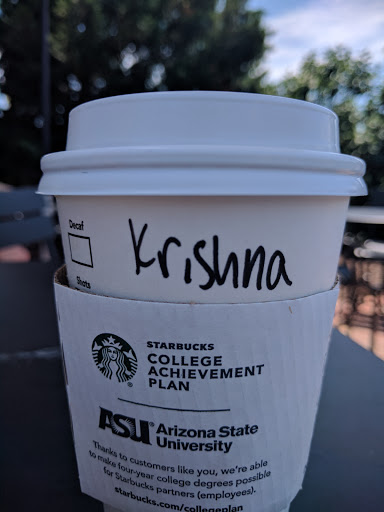 Decaf
Krishna
Shots
STARBUCKS
COLLEGE
ACHIEVEMENT
PLAN
ASU Arizona State
University
Thanks to customers like you, we're able
to make four-year college degrees possible
for Starbucks partners (employees).
starbucks.com/collegeplan